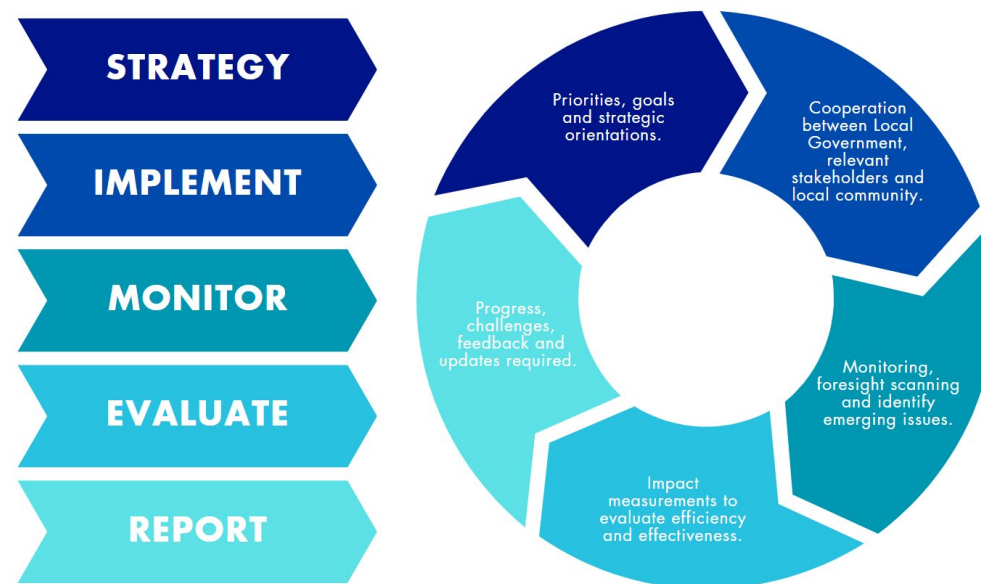 STRATEGY
IMPLEMENT
MONITOR
EVALUATE
REPORT
Priorities, goals
and strategic
orientations.
Cooperation
between Local
Government,
relevant
stakeholders and
local community.
Monitoring,
foresight scanning
and identify
emerging issues.
Impact
measurements to
evaluate efficiency
and effectiveness.
Progress,
challenges,
feedback and
updates required.